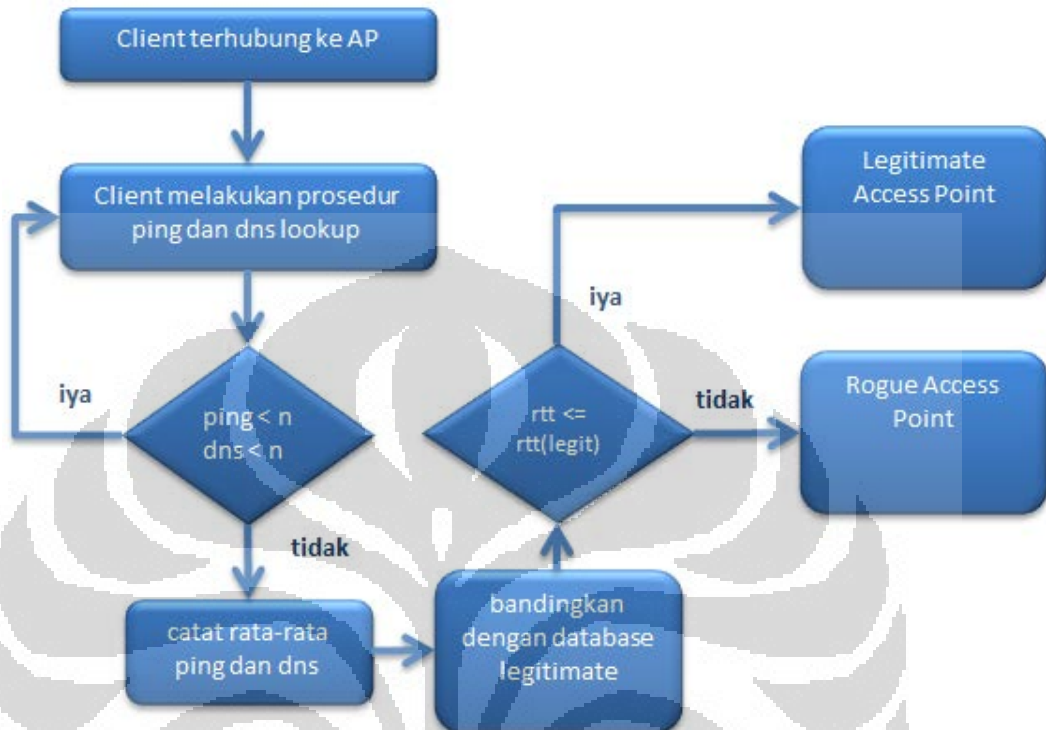 Client terhubung ke AP
Client melakukan prosedur
ping dan dns lookup
iya
ping < n
dns < n
tidak
catat rata-rata
ping dan dns
bandingkan
dengan database
legitimate
rtt <=
rtt(legit)
iya
tidak
Legitimate
Access Point
Rogue Access
Point